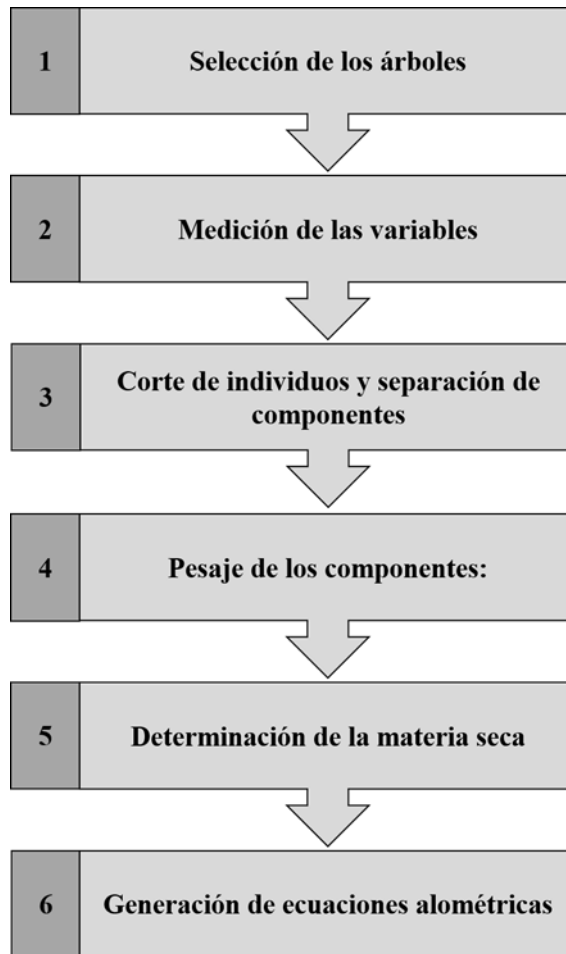 1
Selección de los árboles
2
Medición de las variables
3
Corte de individuos y separación de
componentes
4
Pesaje de los componentes:
5
Determinación de la materia seca
6
Generación de ecuaciones alométricas